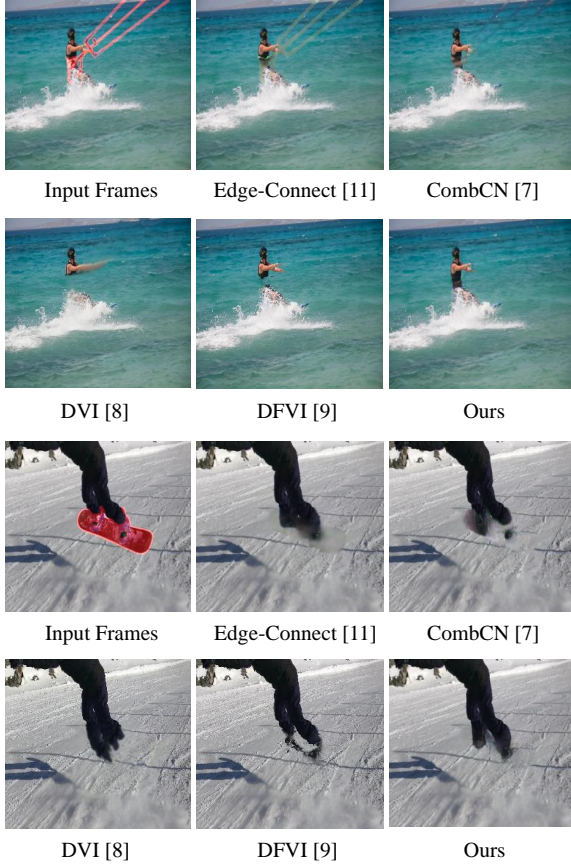 Input Frames Edge-Connect [11] CombCN [7]
DVI [8] DFVI [9] Ours
Input Frames Edge-Connect [11] CombCN [7]
DVI [8] DFVI [9] Ours